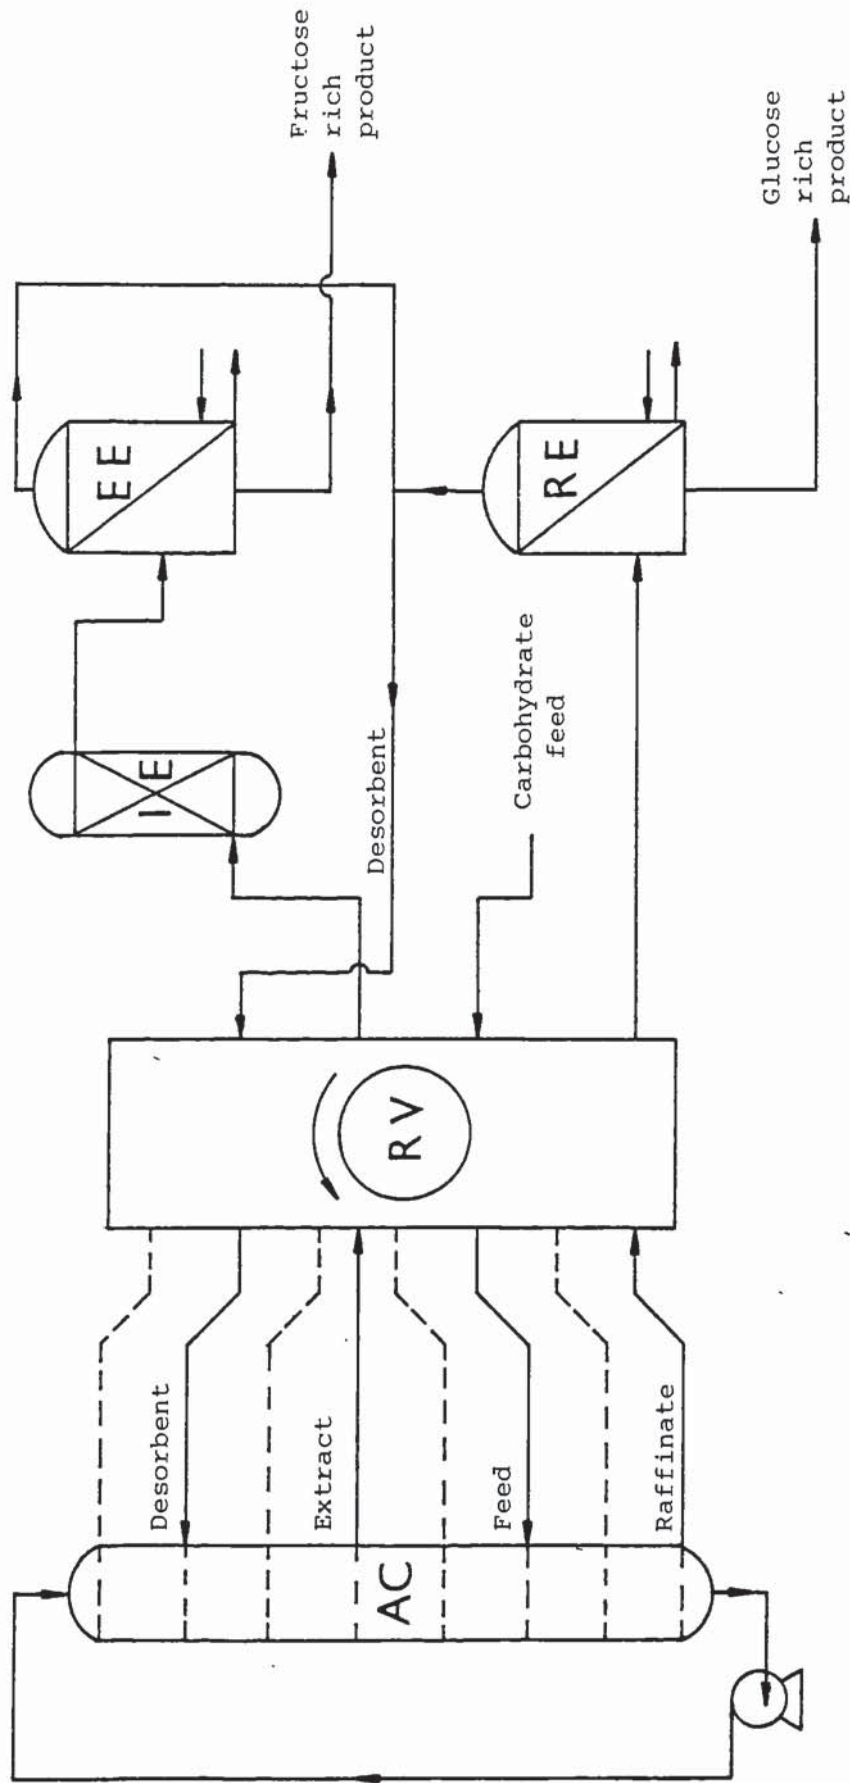 Fructose
rich
product
EE
IE
Desorbent
RE
Glucose
rich
product
Carbohydrate
feed
RV
Desorbent
Extract
Feed
Raffinate
AC